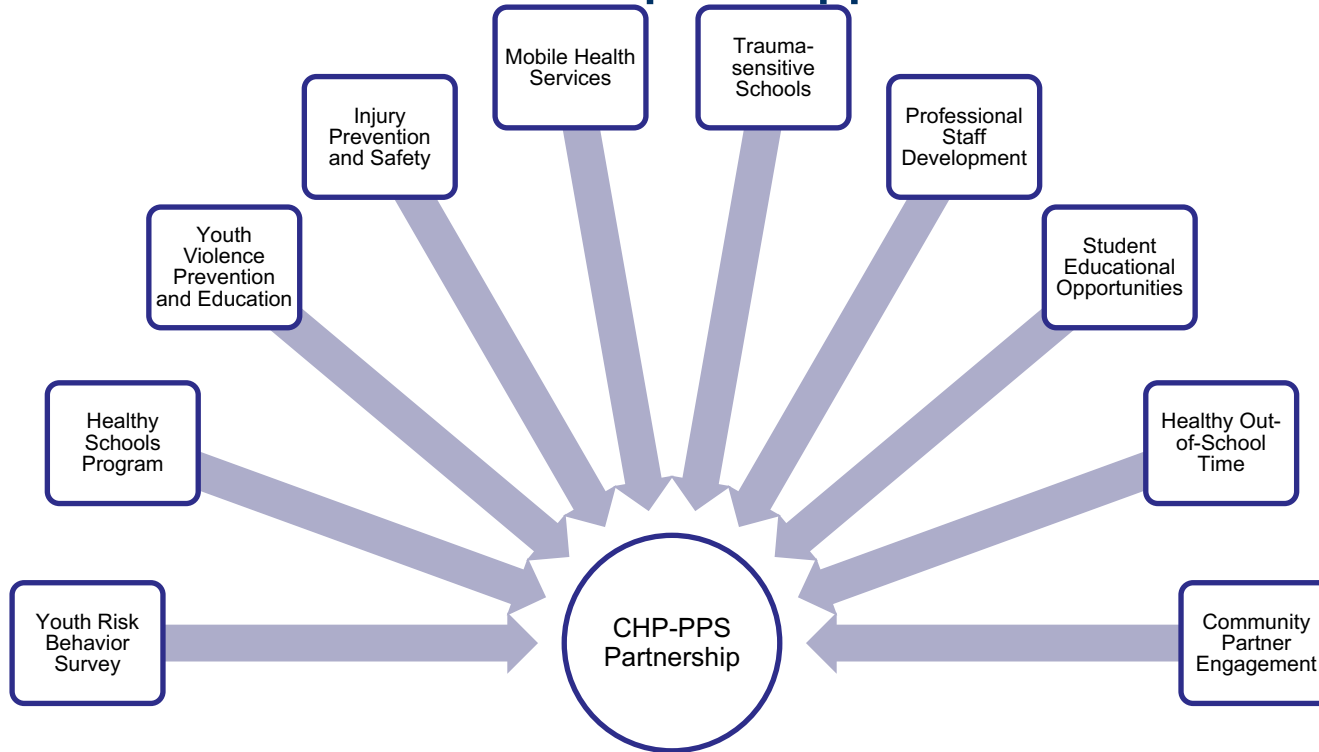 Mobile Health
Services
Trauma-
sensitive
Schools
Injury
Prevention
and Safety
Professional
Staff
Development
Youth
Violence
Prevention
and Education
Student
Educational
Opportunities
Healthy
Schools
Program
Healthy Out-
of-School
Time
Youth Risk
Behavior
Survey
CHP-PPS
Partnership
Community
Partner
Engagement